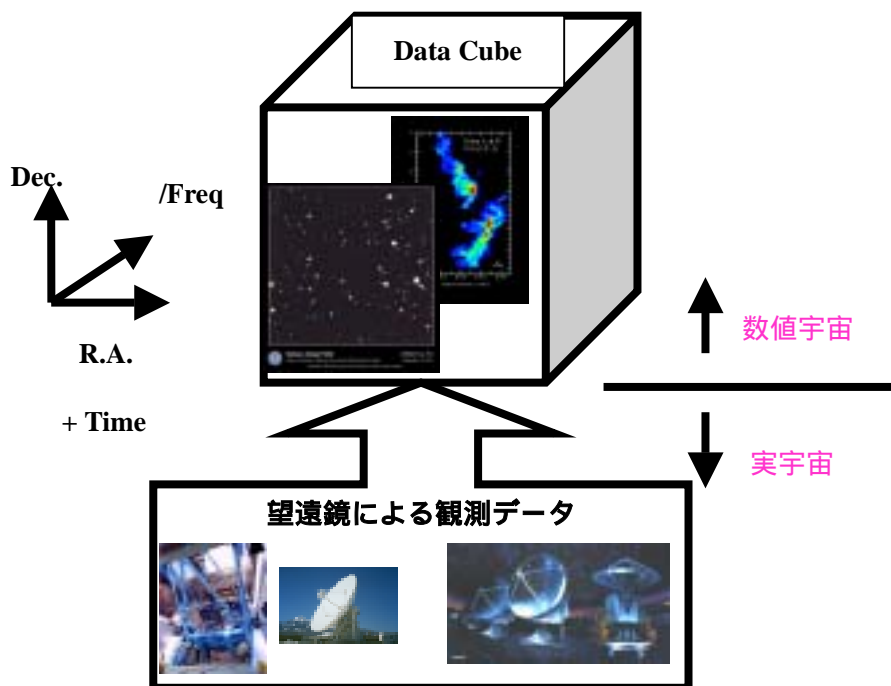 Data Cube
Dec.
/Freq
R.A.
+ Time
数値宇宙
実宇宙
望遠鏡による観測データ